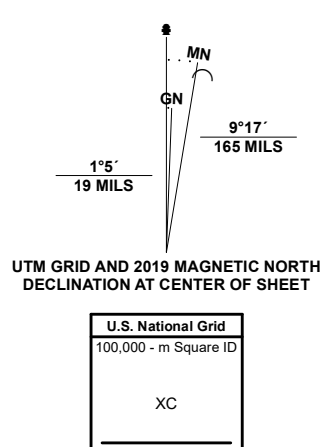 MN
GN
9°17´
165 MILS
1°5´
19 MILS
UTM GRID AND 2019 MAGNETIC NORTH
DECLINATION AT CENTER OF SHEET
U.S. National Grid
100,000 - m Square ID
XC